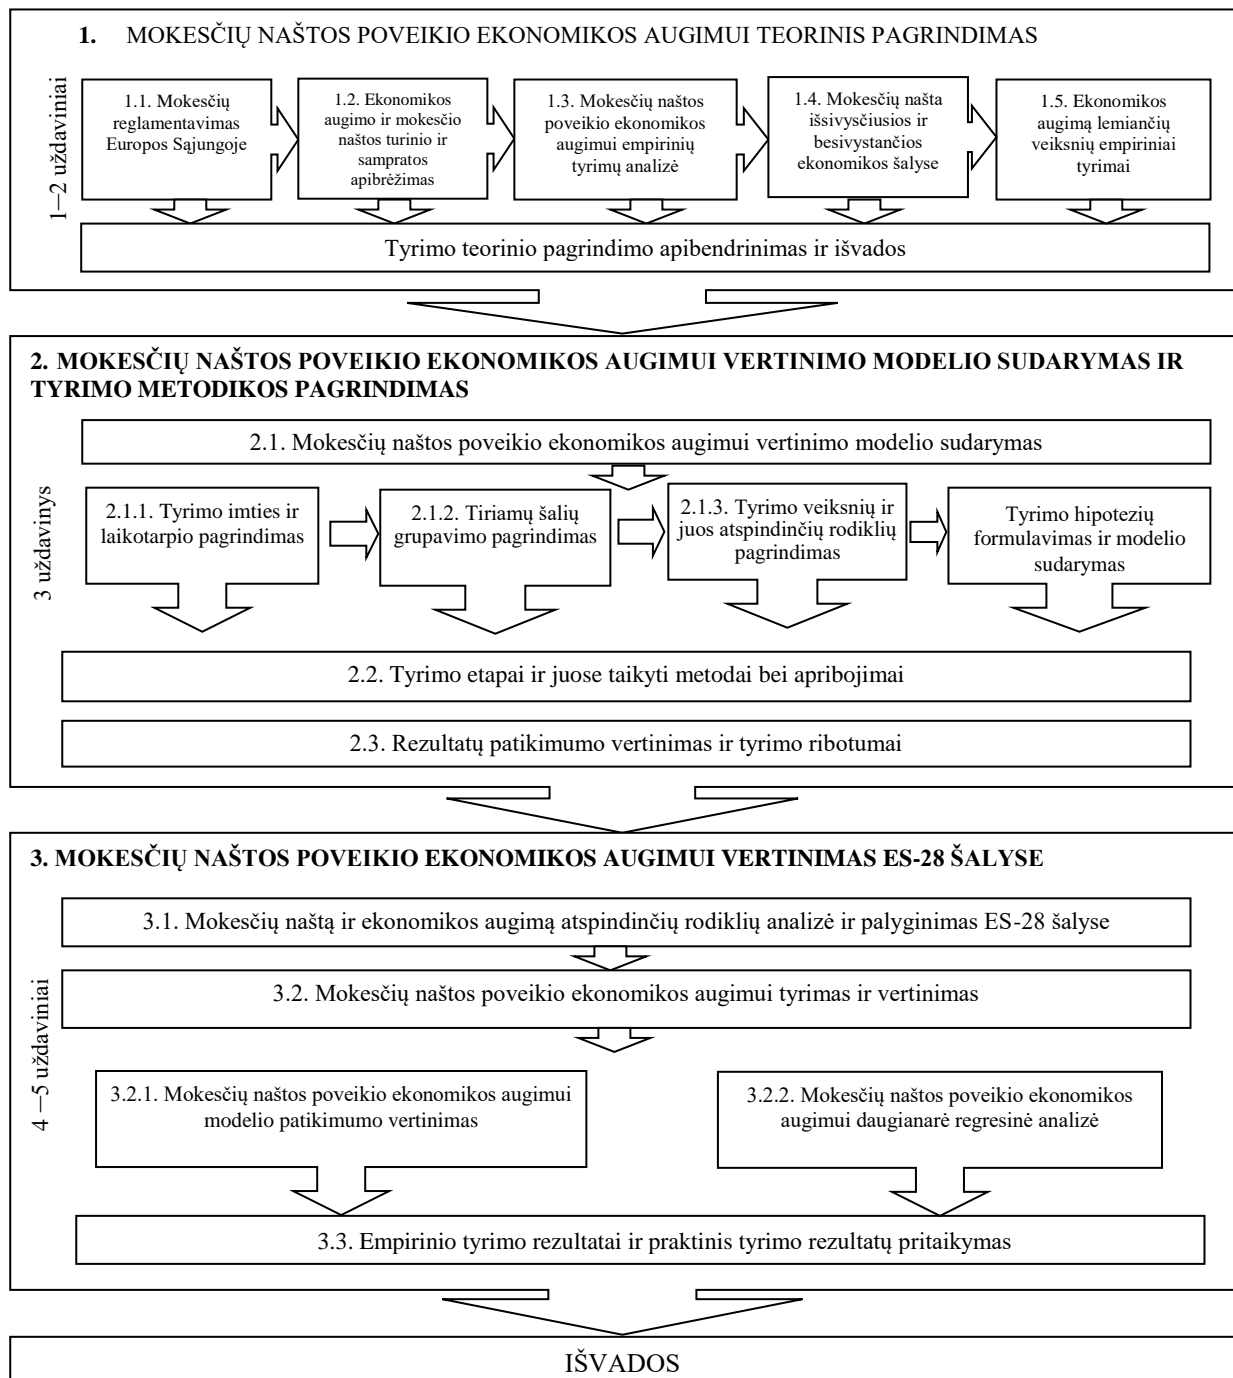 1. MOKESČIŲ NAŠTOS POVEIKIO EKONOMIKOS AUGIMUI TEORINIS PAGRINDIMAS
1—2 uždaviniai
1.1. Mokesčių
reglamentavimas
Europos Sąjungoje
1.2. Ekonomikos
augimo ir mokesčio
naštos turinio ir
sampratos
apibrėžimas
1.3. Mokesčių naštos
poveikio ekonomikos
augimui empirinių
tyrimų analizė
1.4. Mokesčių našta
išsivysčiusios ir
besivystančios
ekonomikos šalyse
1.5. Ekonomikos
augimą lemiančių
veiksnių empiriniai
tyrimai
Tyrimo teorinio pagrindimo apibendrinimas ir išvados
2. MOKESČIŲ NAŠTOS POVEIKIO EKONOMIKOS AUGIMUI VERTINIMO MODELIO SUDARYMAS IR
TYRIMO METODIKOS PAGRINDIMAS
3 uždavinys
2.1. Mokesčių naštos poveikio ekonomikos augimui vertinimo modelio sudarymas
2.1.1. Tyrimo imties ir
laikotarpio pagrindimas
2.1.2. Tiriamų šalių
grupavimo pagrindimas
2.1.3. Tyrimo veiksnių ir
juos atspindinčių rodiklių
pagrindimas
Tyrimo hipotezių
formulavimas ir modelio
sudarymas
2.2. Tyrimo etapai ir juose taikyti metodai bei apribojimai
2.3. Rezultatų patikimumo vertinimas ir tyrimo ribotumai
3. MOKESČIŲ NAŠTOS POVEIKIO EKONOMIKOS AUGIMUI VERTINIMAS ES-28 ŠALYSE
4 —5 uždaviniai
3.1. Mokesčių naštą ir ekonomikos augimą atspindinčių rodiklių analizė ir palyginimas ES-28 šalyse
3.2. Mokesčių naštos poveikio ekonomikos augimui tyrimas ir vertinimas
3.2.1. Mokesčių naštos poveikio ekonomikos augimui
modelio patikimumo vertinimas
3.2.2. Mokesčių naštos poveikio ekonomikos
augimui daugianarė regresinė analizė
3.3. Empirinio tyrimo rezultatai ir praktinis tyrimo rezultatų pritaikymas
IŠVADOS